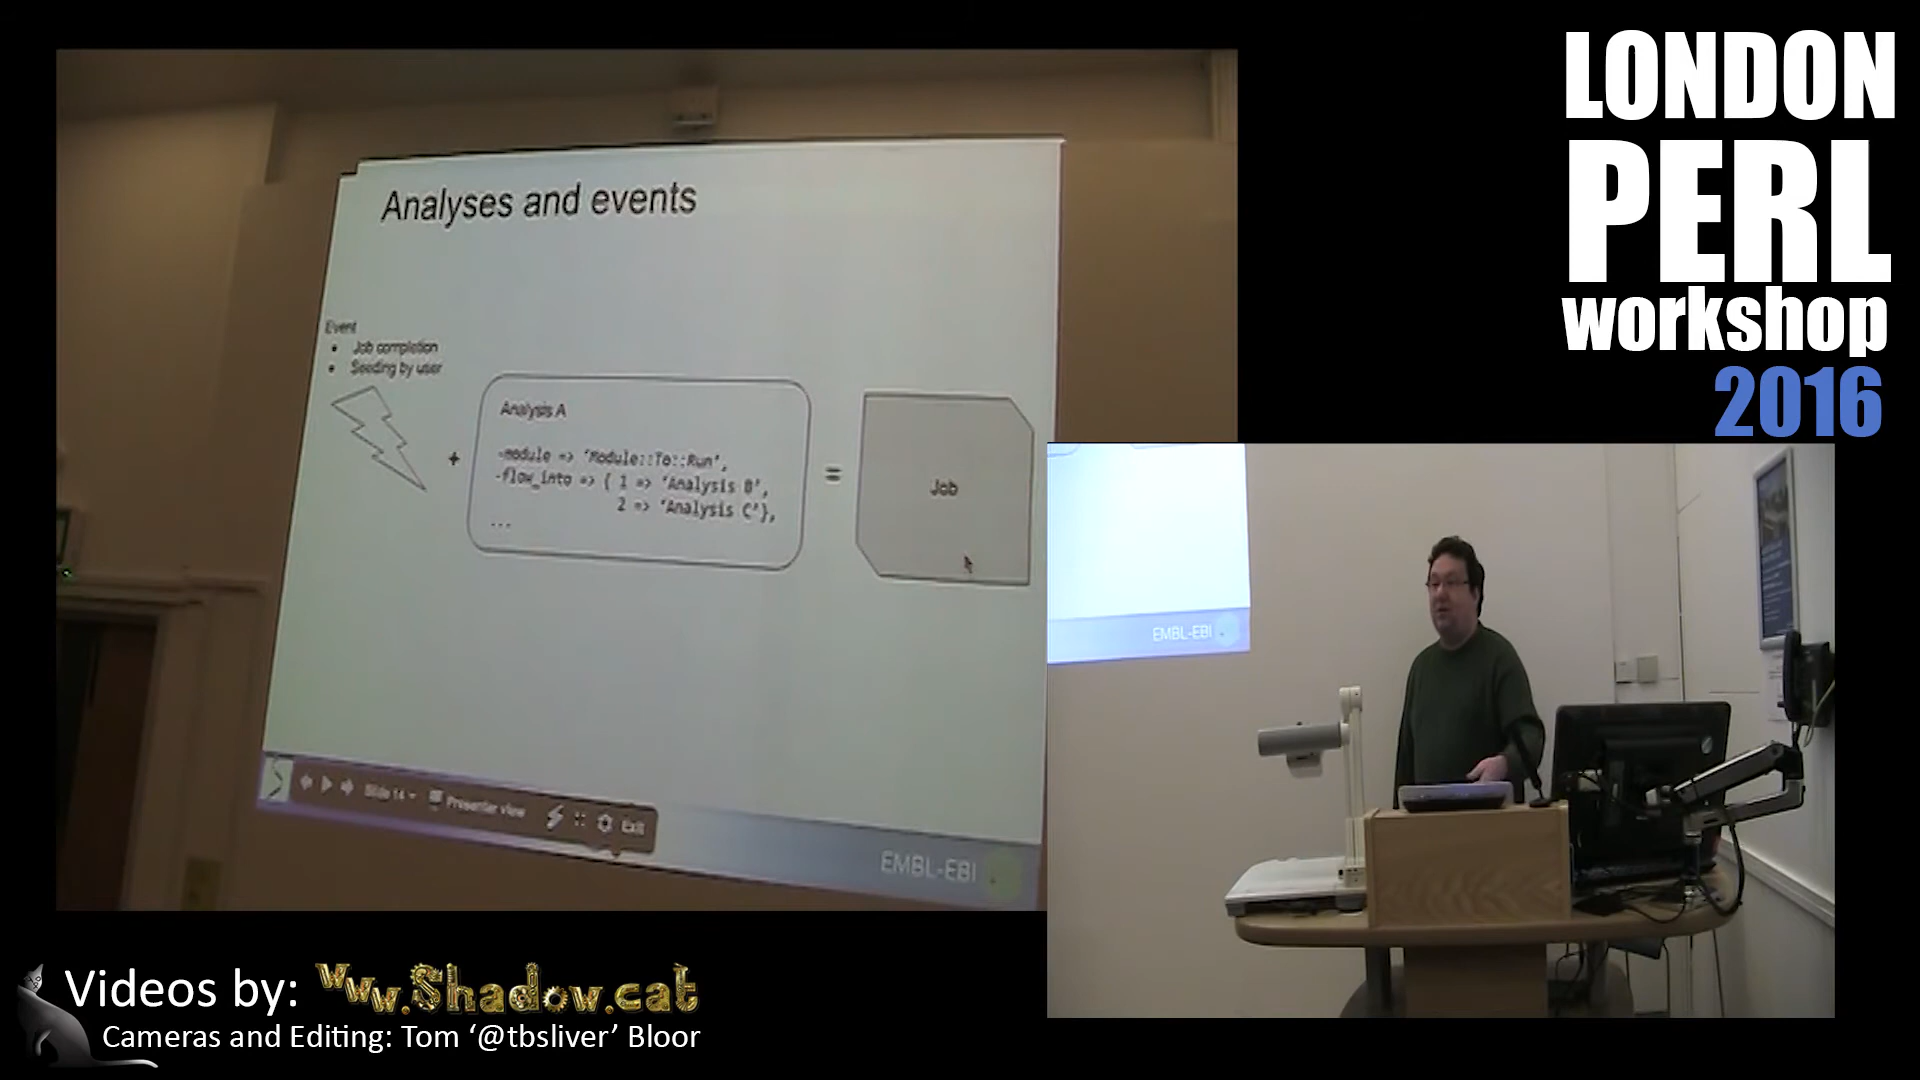 LONDON
PERL
workshop
2016
Analyses and events
Event
• Job completion
• Seeding by user
Analysis A
-module => 'Module::To::Run',
-flow_into => { 1 => 'Analysis B',
2 => 'Analysis C'},
...
+
=
Job
Slide 14
Presenter view
Exit
EMBL-EBI
EMBL-EBI
Videos by: www.Shadow.cat
Cameras and Editing: Tom '@tbsliver' Bloor